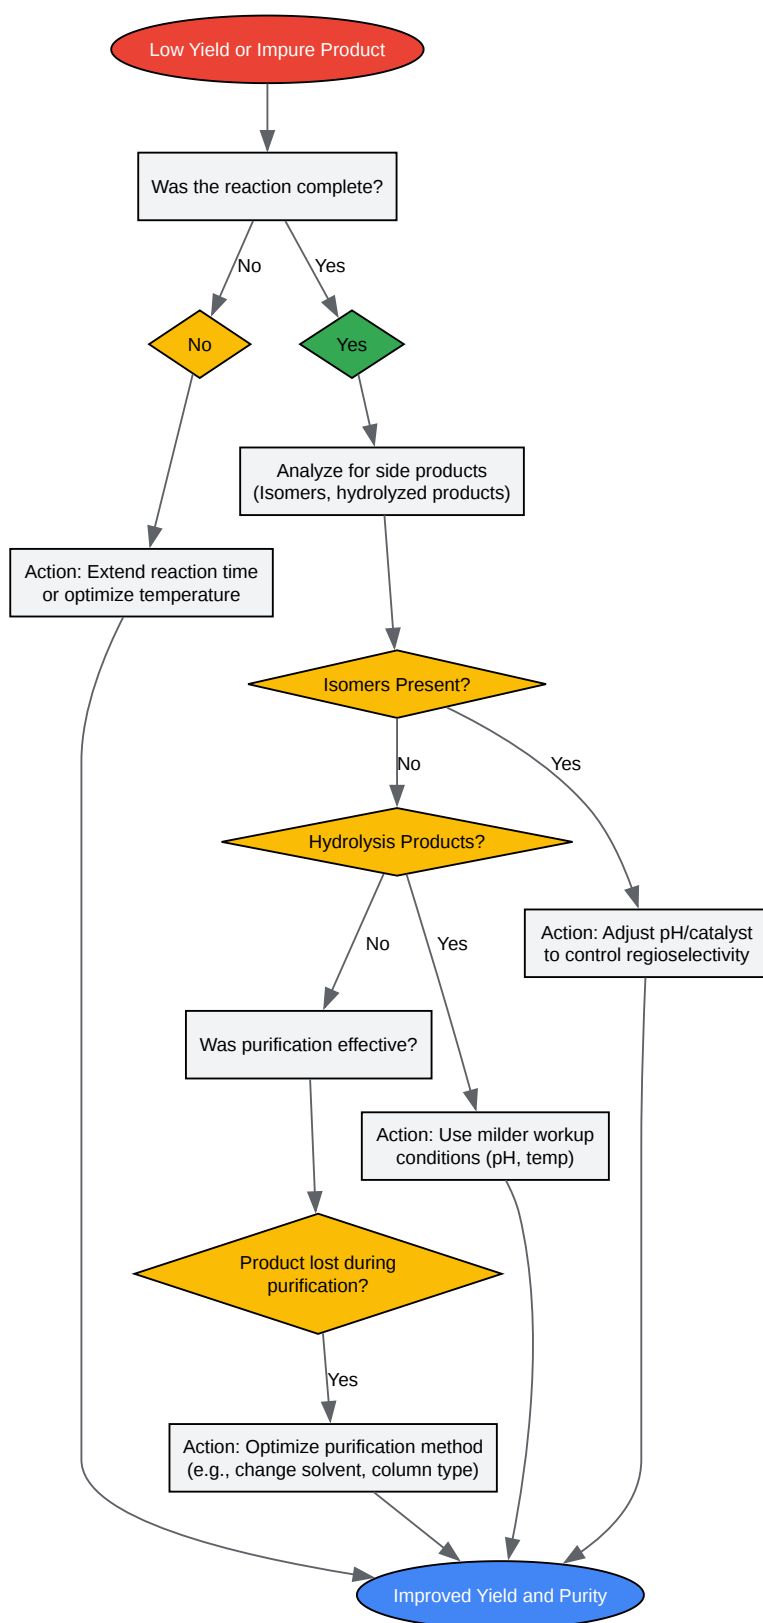 Low Yield or Impure Product
Was the reaction complete?
No
Yes
No
Yes
Analyze for side products
(Isomers, hydrolyzed products)
Action: Extend reaction time
or optimize temperature
Isomers Present?
No
Yes
Hydrolysis Products?
Action: Adjust pH/catalyst
to control regioselectivity
No
Yes
Was purification effective?
Action: Use milder workup
conditions (pH, temp)
Product lost during
purification?
Yes
Action: Optimize purification method
(e.g., change solvent, column type)
Improved Yield and Purity